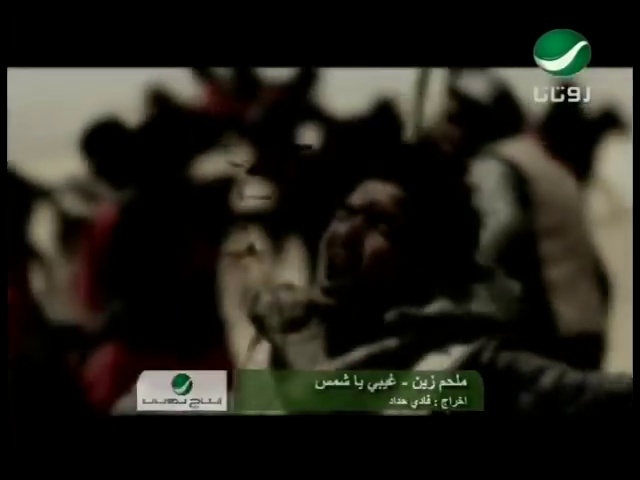 روتانا
ملحم زين - غيبي يا شمس
اخراج : فادي حداد